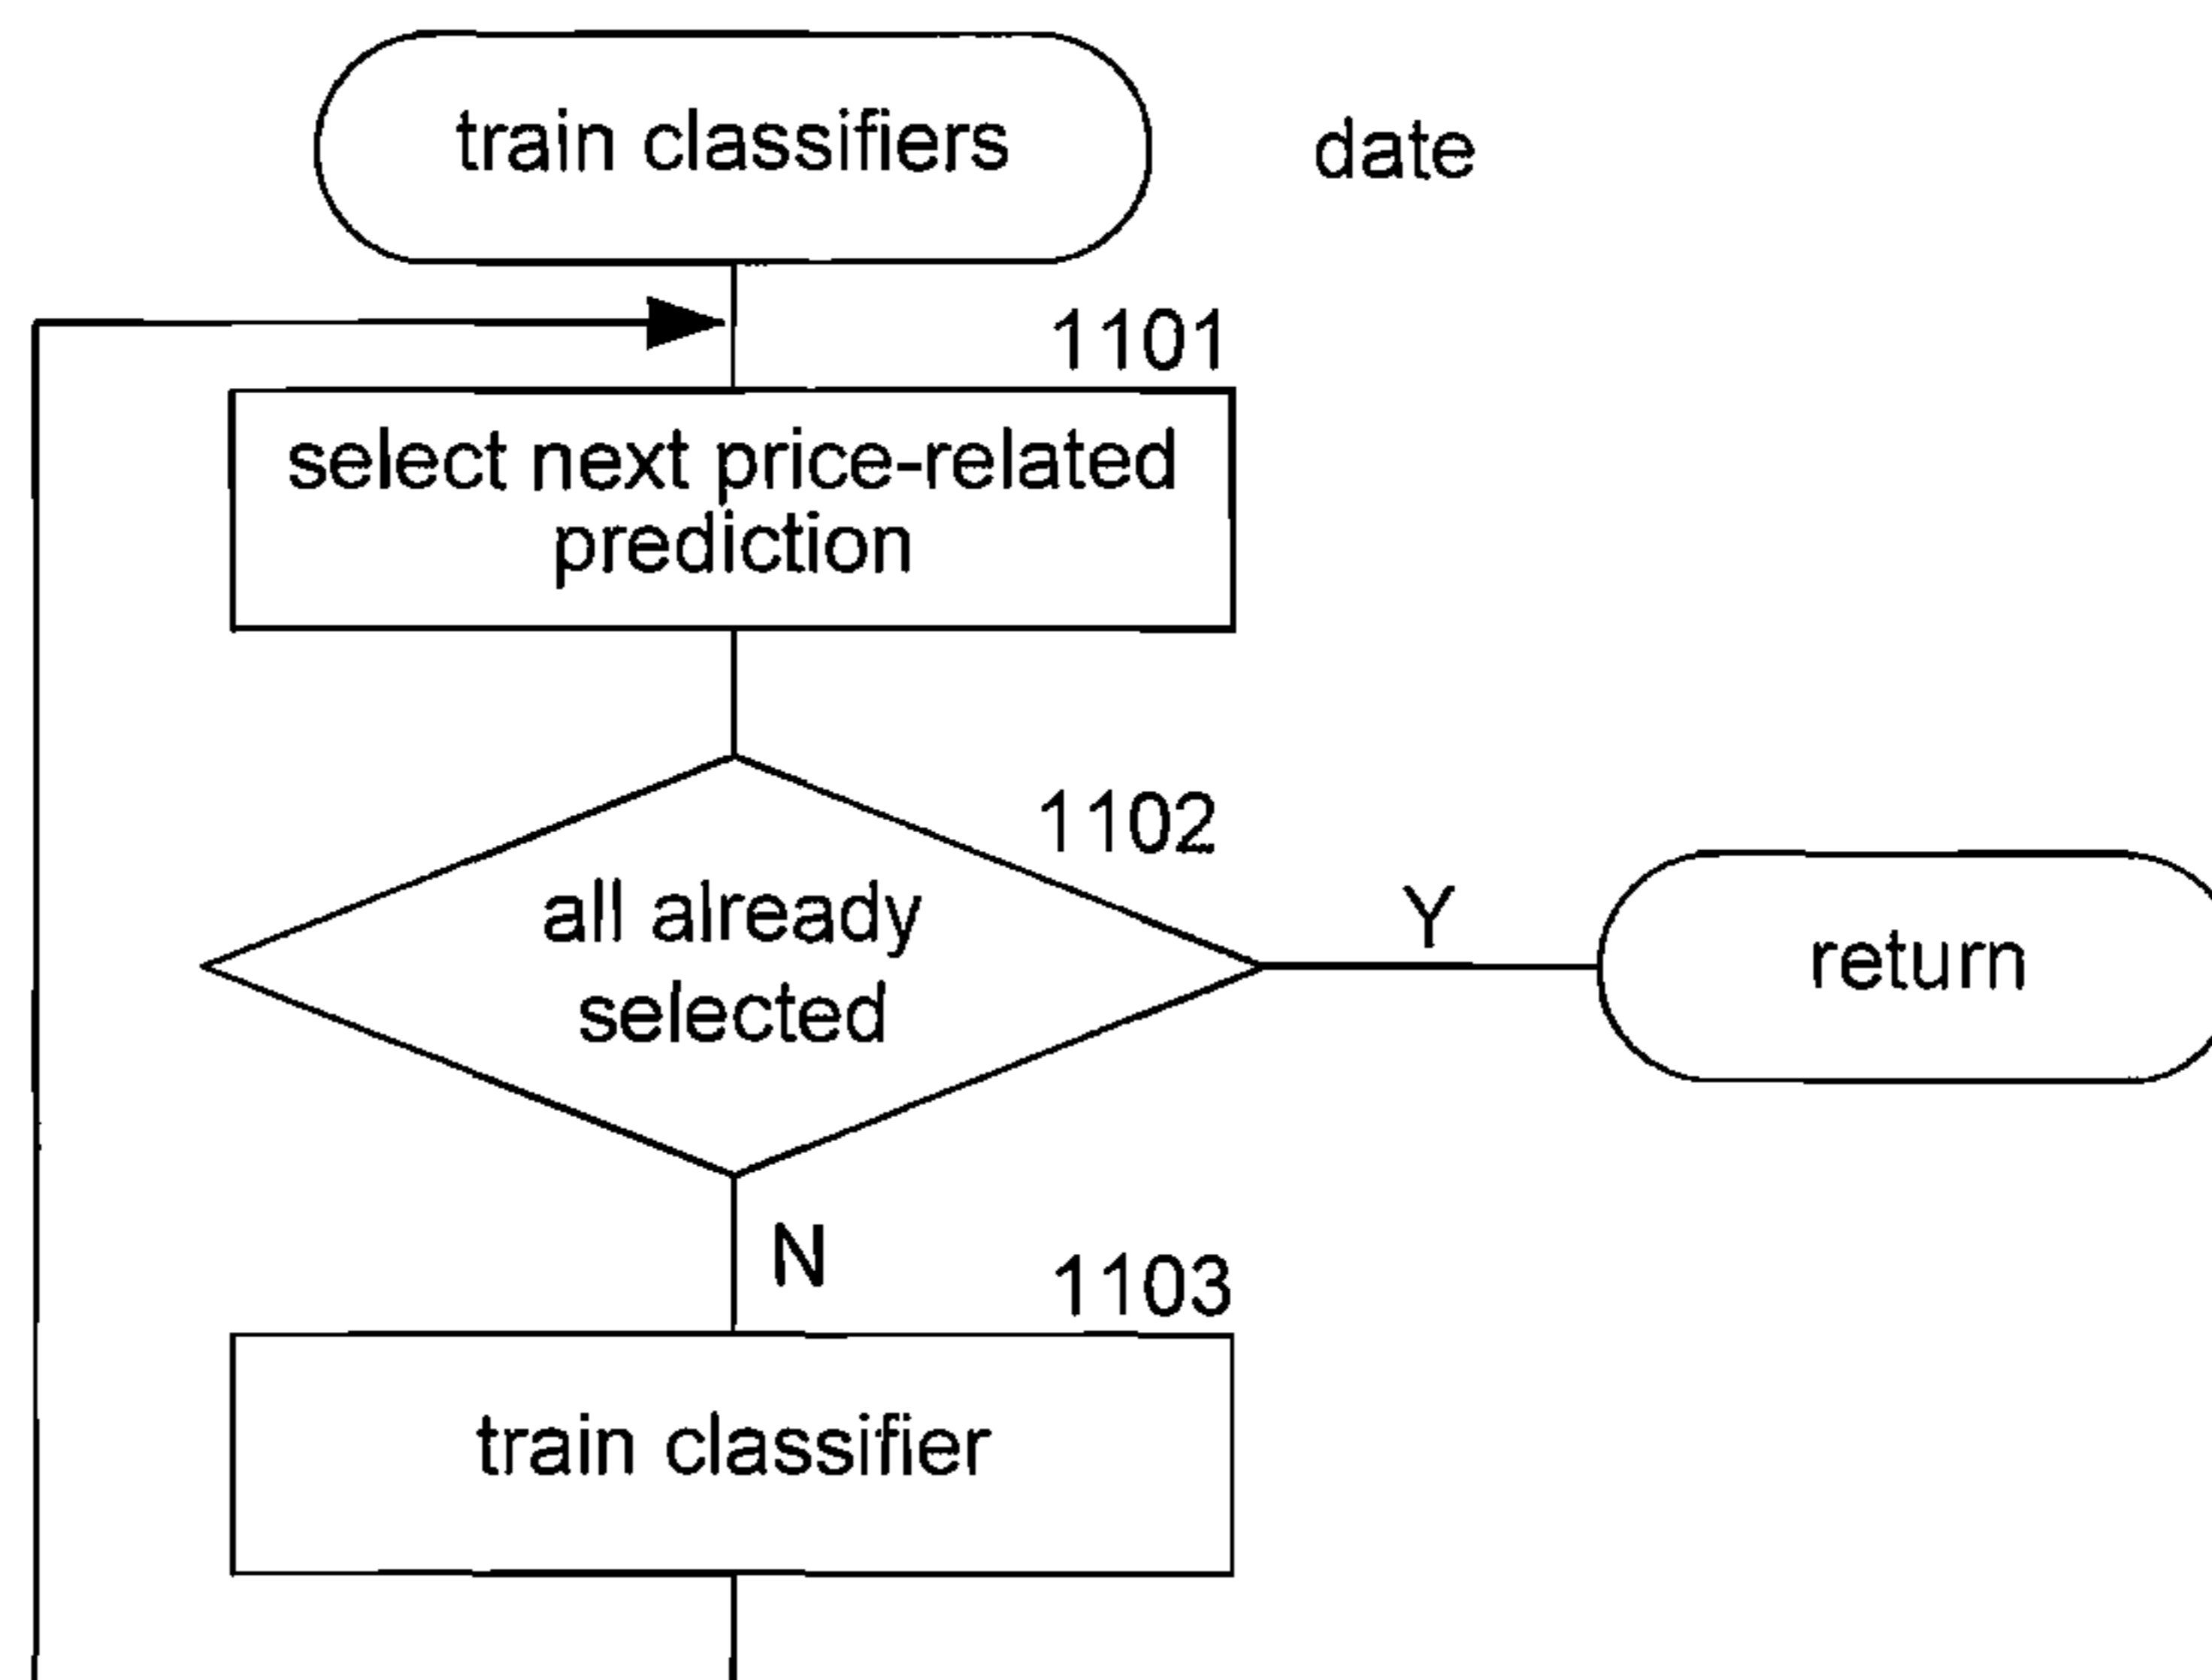 train classifiers
date
1101
select next price-related
prediction
1102
all already
selected
Y
return
N
1103
train classifier